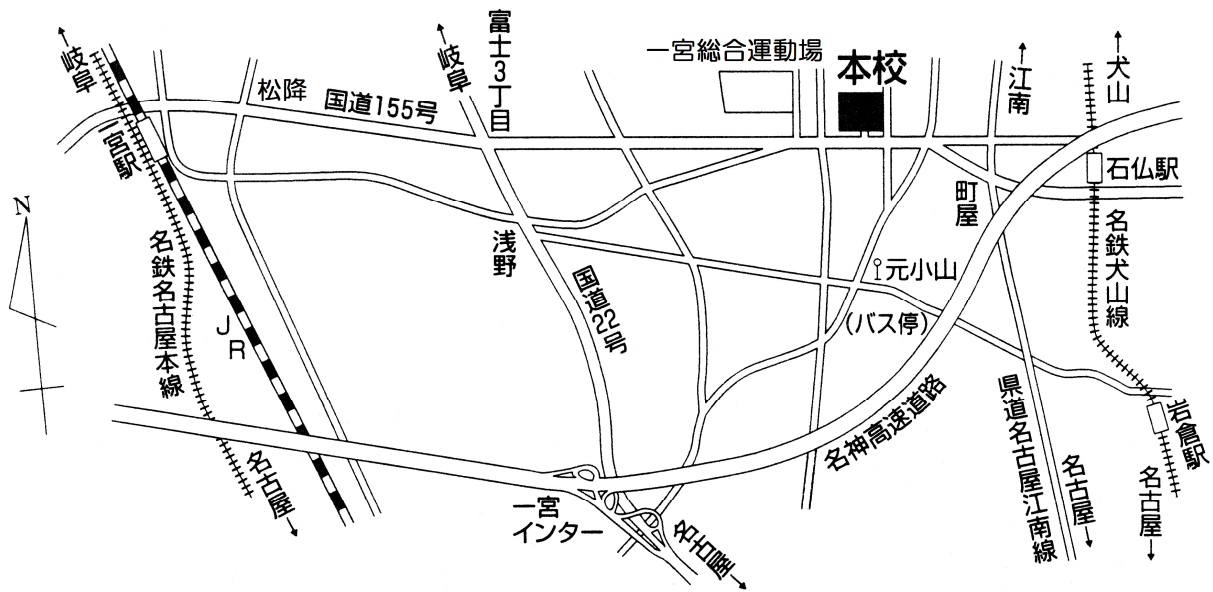 岐阜
岐阜
富士3丁目
一宮総合運動場
本校
江南
犬山
松降
国道155号
一宮駅
石仏駅
町屋
N
名鉄名古屋本線
浅野
国道22号
元小山
(バス停)
名鉄犬山線
JR
県道名古屋江南線
名神高速道路
岩倉駅
名古屋
一宮
インター
名古屋
名古屋
名古屋